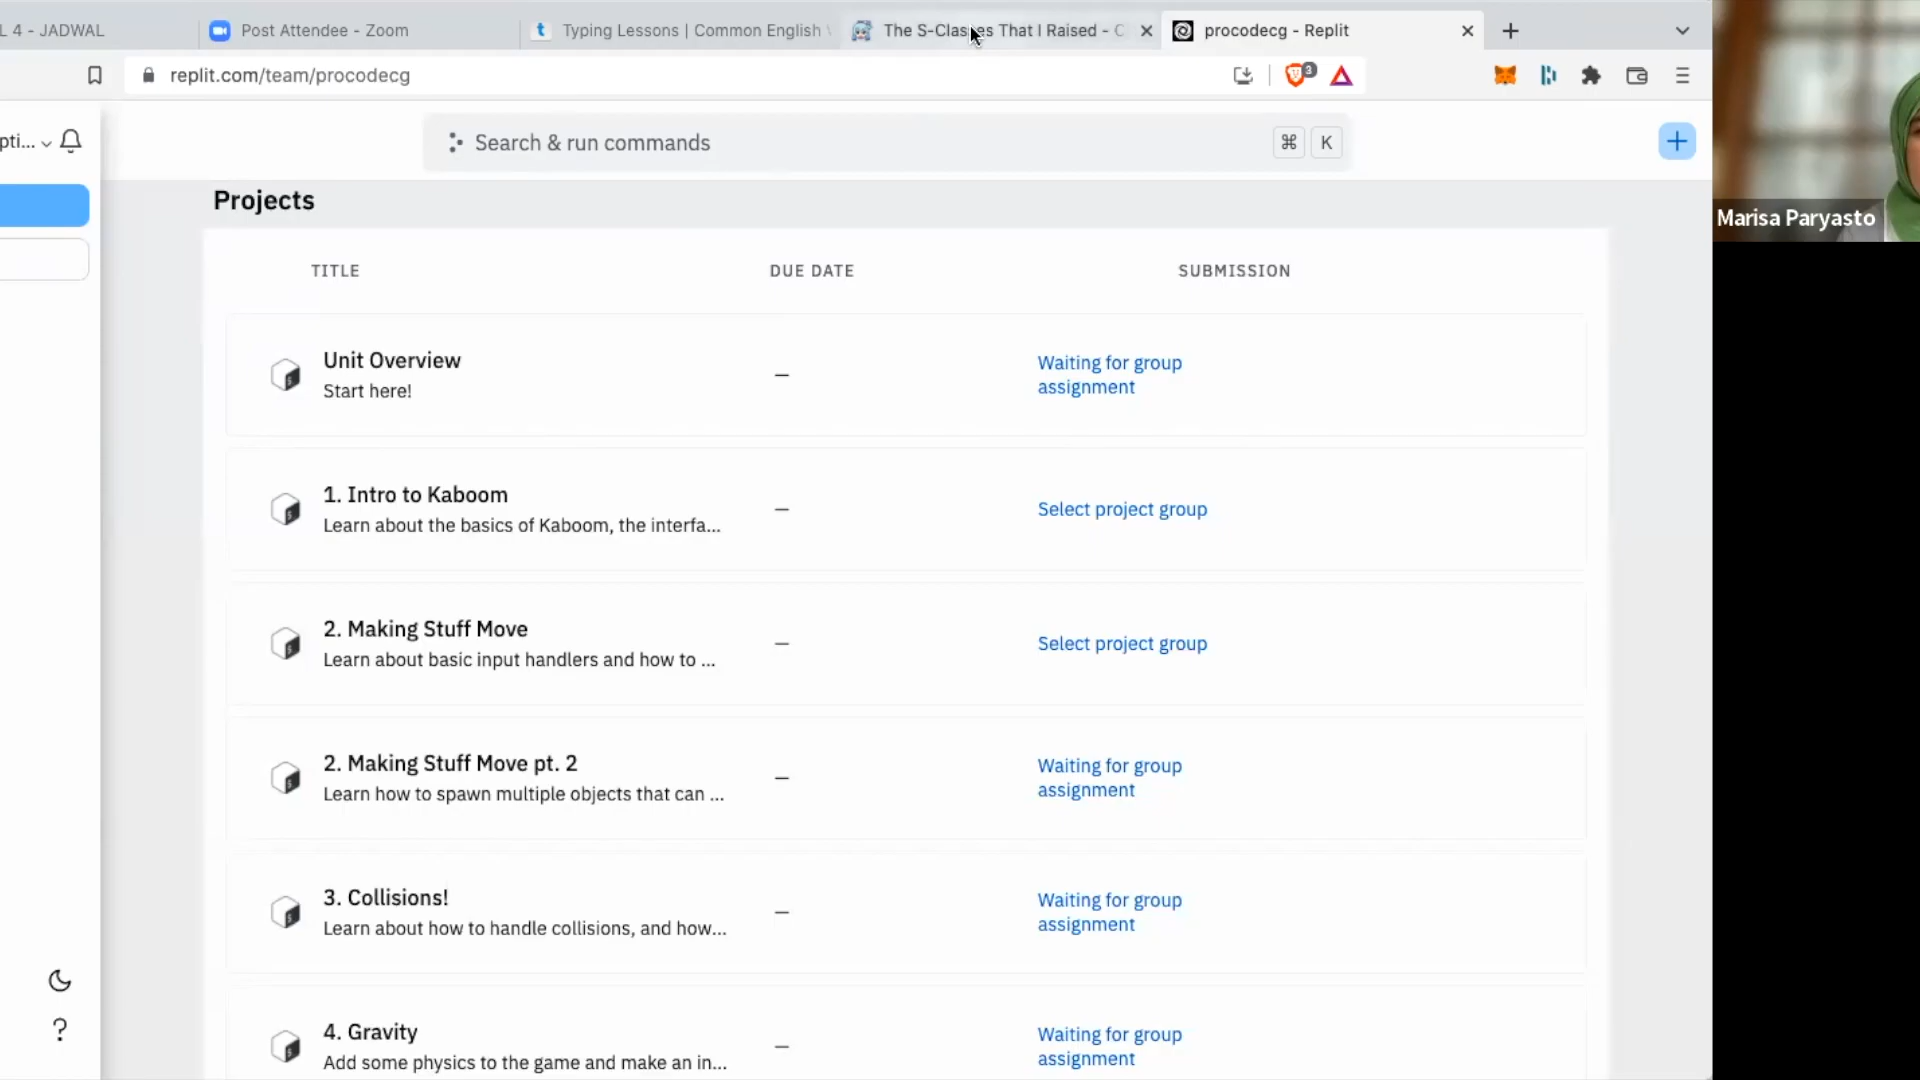 L 4 - JADWAL
Post Attendee - Zoom
t
Typing Lessons | Common English
The S-Classes That I Raised - C
procodecg - Replit
replit.com/team/procodecg
3
pti...
Search & run commands
⌘ K
Marisa Paryasto
Projects
TITLE DUE DATE SUBMISSION
Unit Overview
Start here!
—
Waiting for group
assignment
1. Intro to Kaboom
Learn about the basics of Kaboom, the interfa...
—
Select project group
2. Making Stuff Move
Learn about basic input handlers and how to ...
—
Select project group
2. Making Stuff Move pt. 2
Learn how to spawn multiple objects that can ...
—
Waiting for group
assignment
3. Collisions!
Learn about how to handle collisions, and how...
—
Waiting for group
assignment
4. Gravity
Add some physics to the game and make an in...
—
Waiting for group
assignment
?